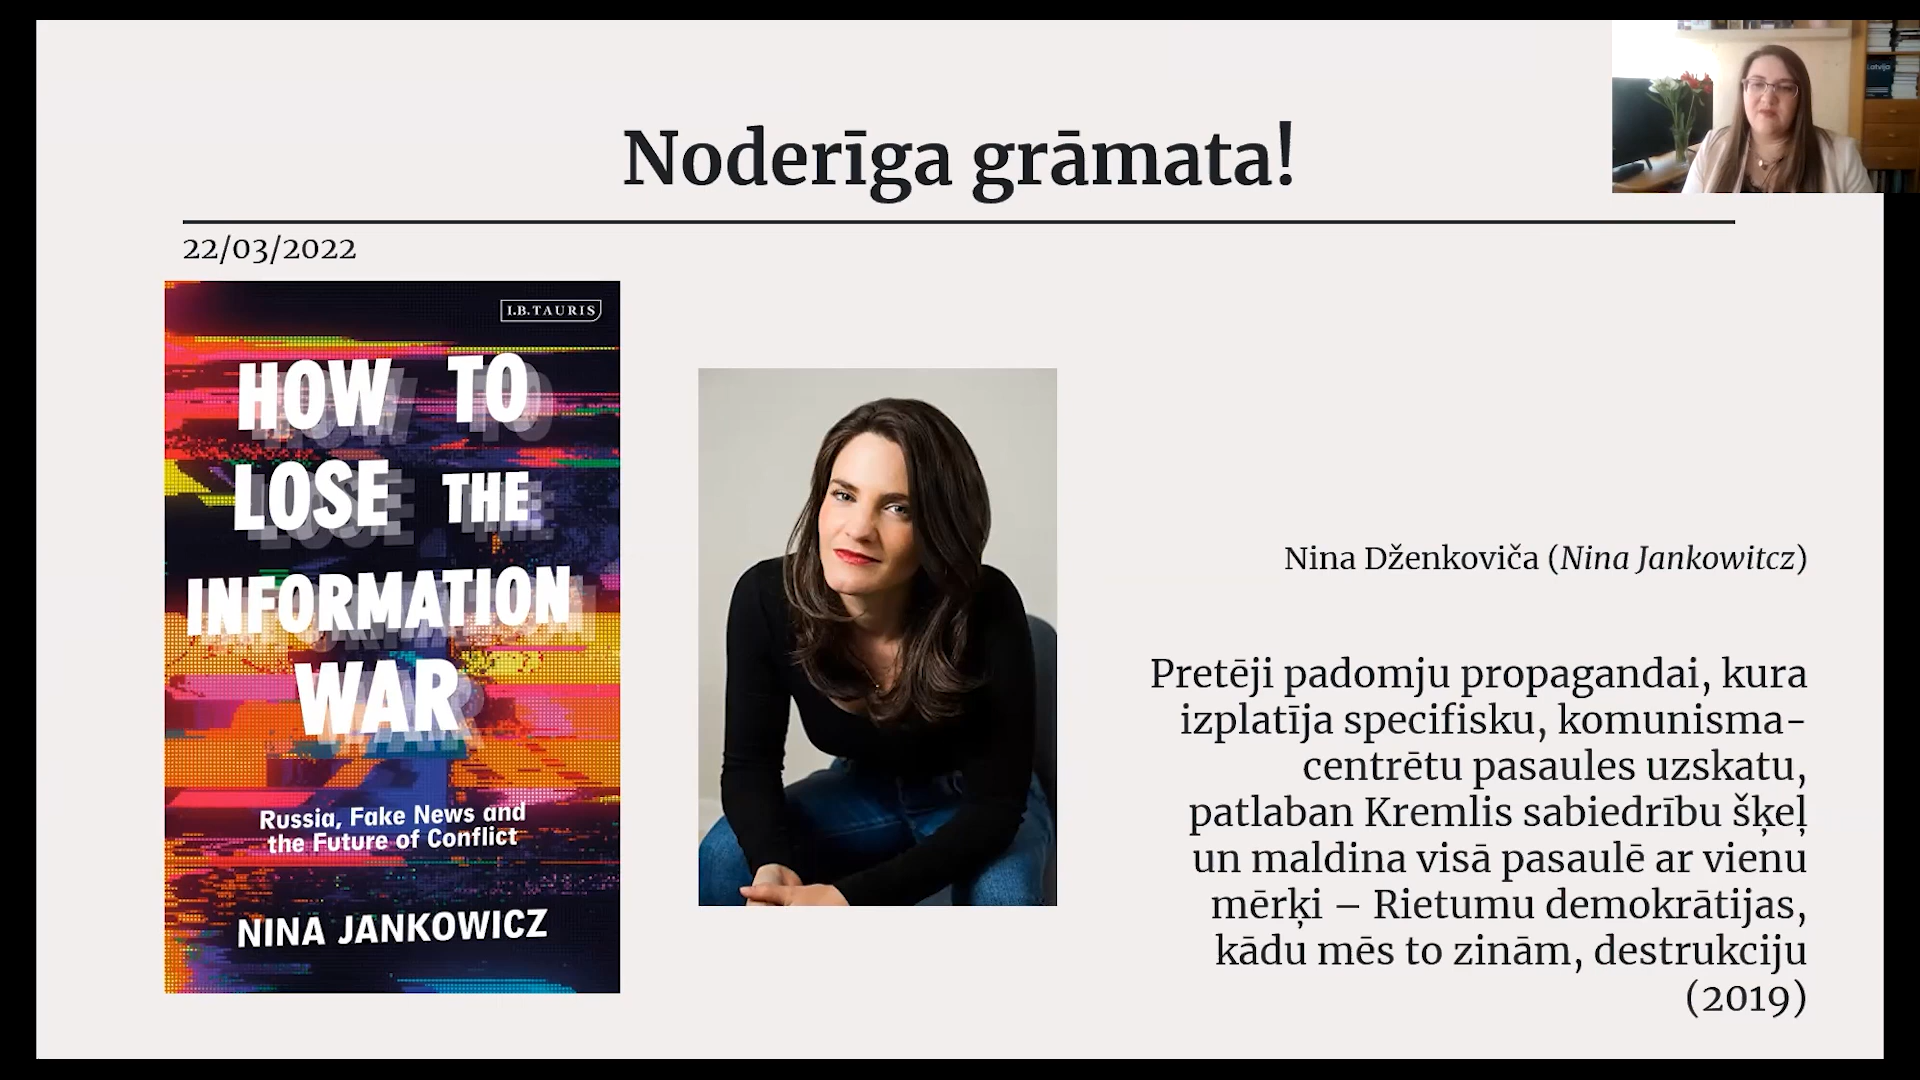 Noderīga grāmata!
22/03/2022
I.B.TAURIS
HOW TO
LOSE THE
INFORMATION
WAR
Russia, Fake News and
the Future of Conflict
NINA JANKOWICZ
Nina Dženkoviča (Nina Jankowitcz)
Pretēji padomju propagandai, kura
izplatīja specifisku, komunisma-
centrētu pasaules uzskatu,
patlaban Kremlis sabiedrību šķeļ
un maldina visā pasaulē ar vienu
mērķi – Rietumu demokrātijas,
kādu mēs to zinām, destrukciju
(2019)
Latvija